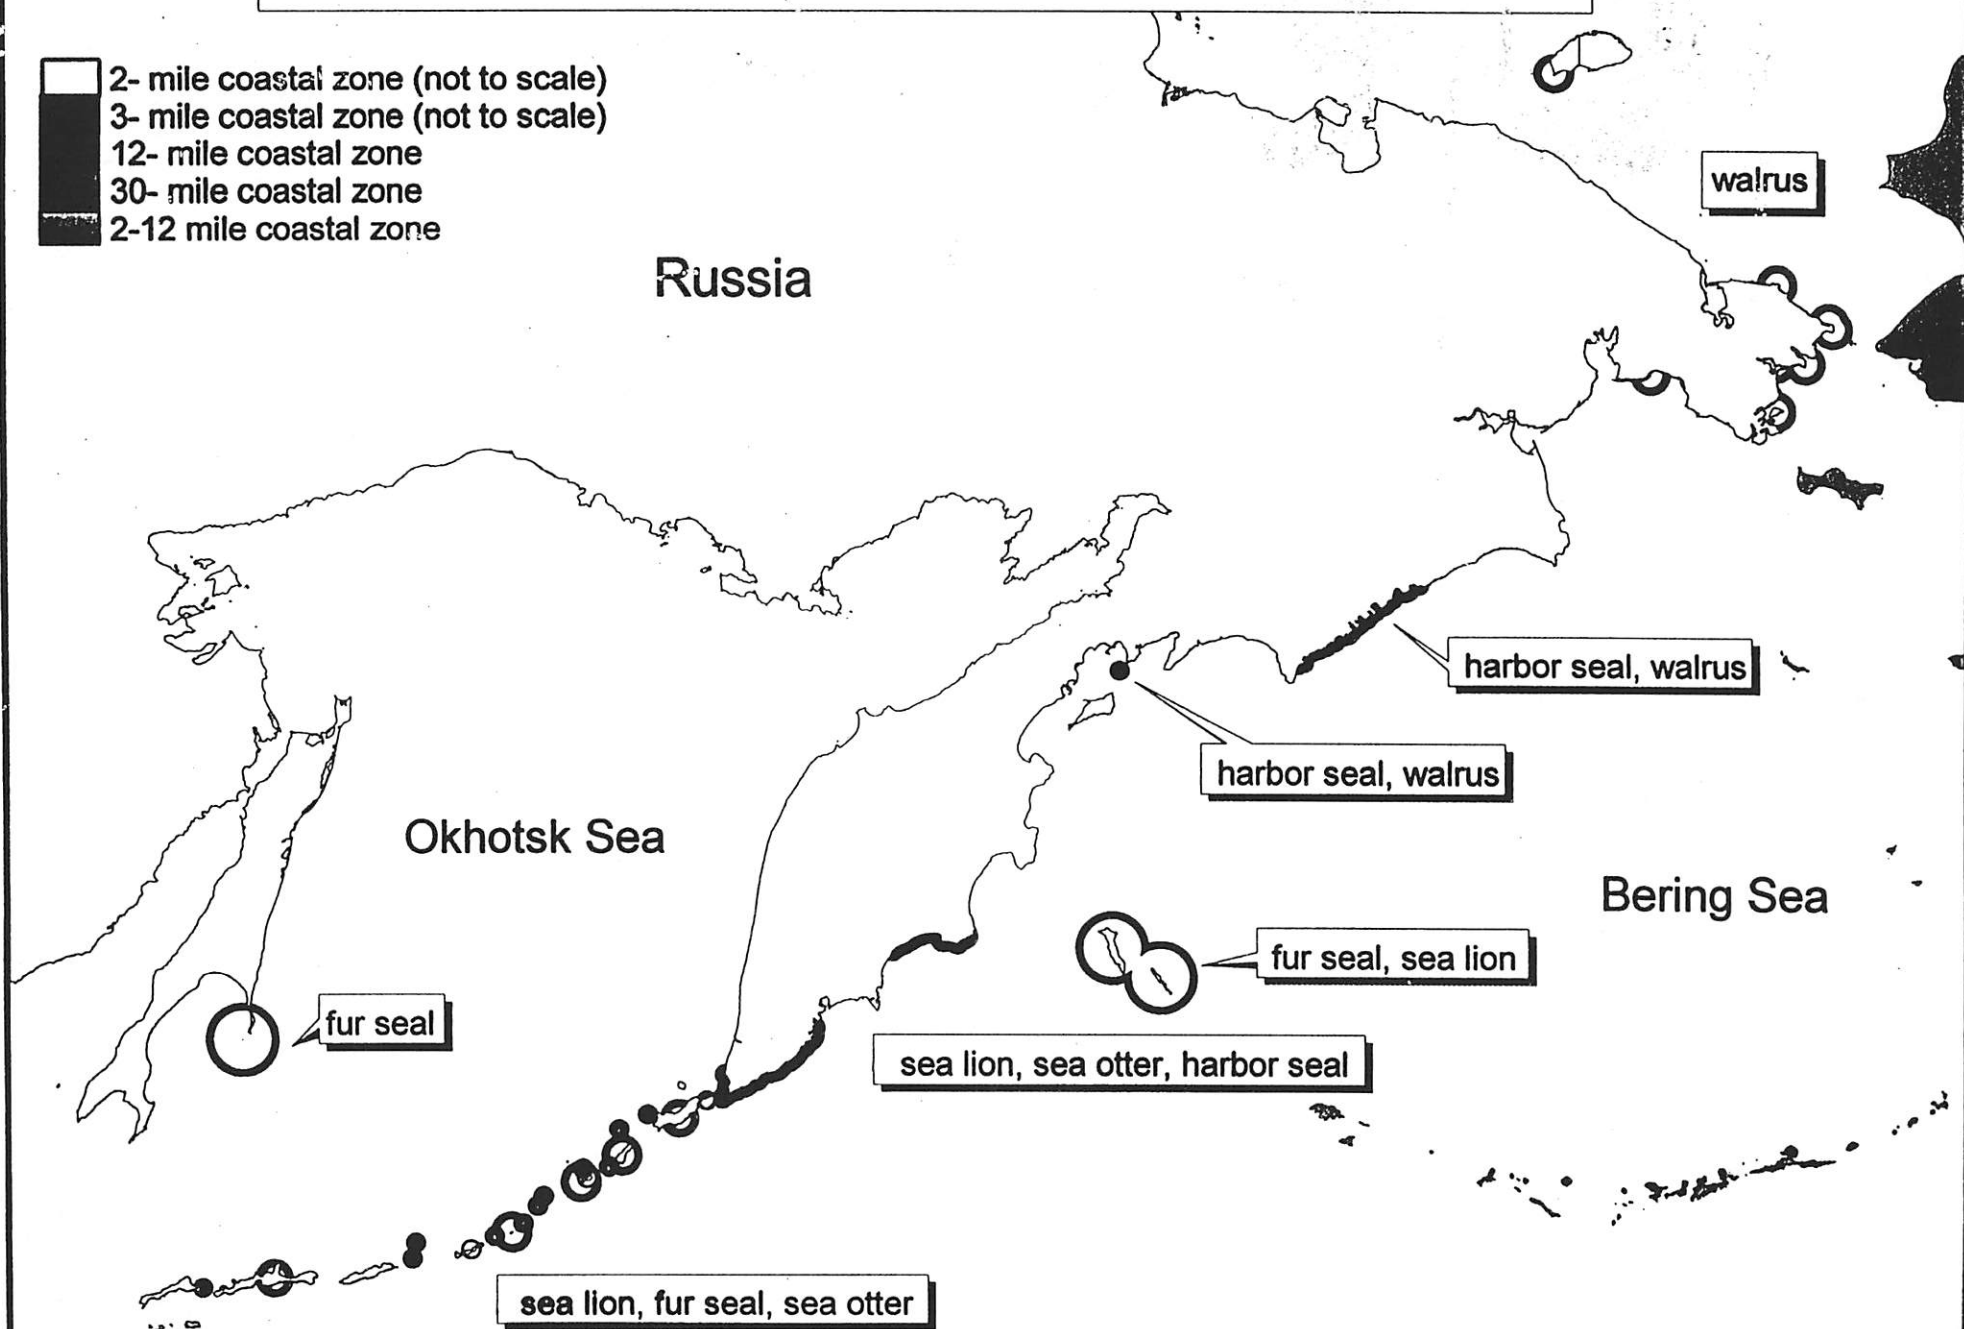 2- mile coastal zone (not to scale)
3- mile coastal zone (not to scale)
12- mile coastal zone
30- mile coastal zone
2-12 mile coastal zone
walrus
Russia
harbor seal, walrus
harbor seal, walrus
Okhotsk Sea
Bering Sea
fur seal, sea lion
fur seal
sea lion, sea otter, harbor seal
sea lion, fur seal, sea otter